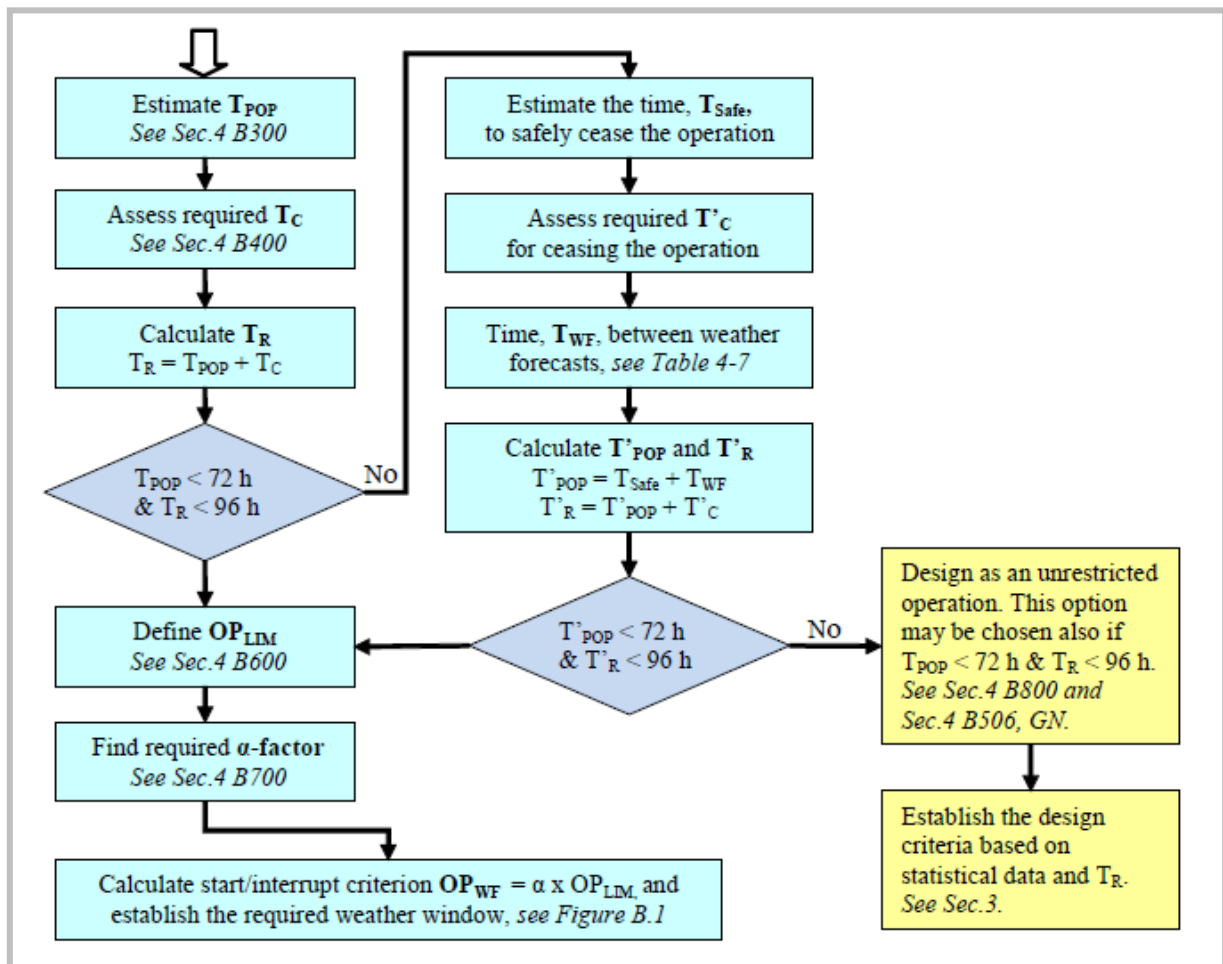 Estimate T_POP
See Sec.4 B300
Assess required T_C
See Sec.4 B400
Calculate T_R
T_R = T_POP + T_C
T_POP < 72 h
& T_R < 96 h
No
Define OP_LIM
See Sec.4 B600
Find required α-factor
See Sec.4 B700
Calculate start/interrupt criterion OP_WF = α x OP_LIM, and
establish the required weather window, see Figure B.1
Estimate the time, T_Safe,
to safely cease the operation
Assess required T’_C
for ceasing the operation
Time, T_WF, between weather
forecasts, see Table 4-7
Calculate T’_POP and T’_R
T’_POP = T_Safe + T_WF
T’_R = T’_POP + T’_C
T’_POP < 72 h
& T’_R < 96 h
No
Design as an unrestricted
operation. This option
may be chosen also if
T_POP < 72 h & T_R < 96 h.
See Sec.4 B800 and
Sec.4 B506, GN.
Establish the design
criteria based on
statistical data and T_R.
See Sec.3.